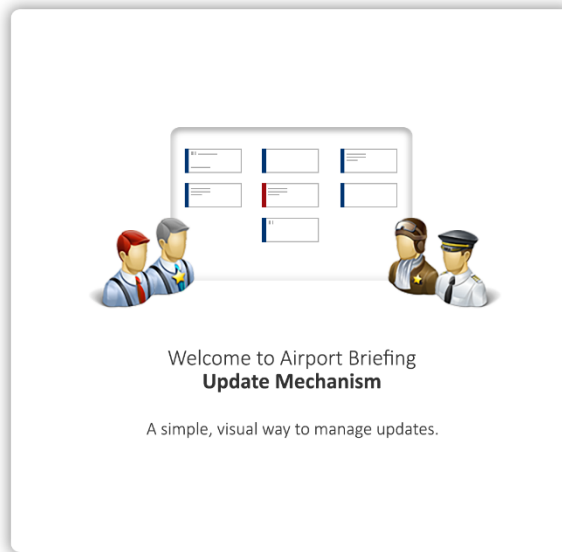 Welcome to Airport Briefing
Update Mechanism
A simple, visual way to manage updates.